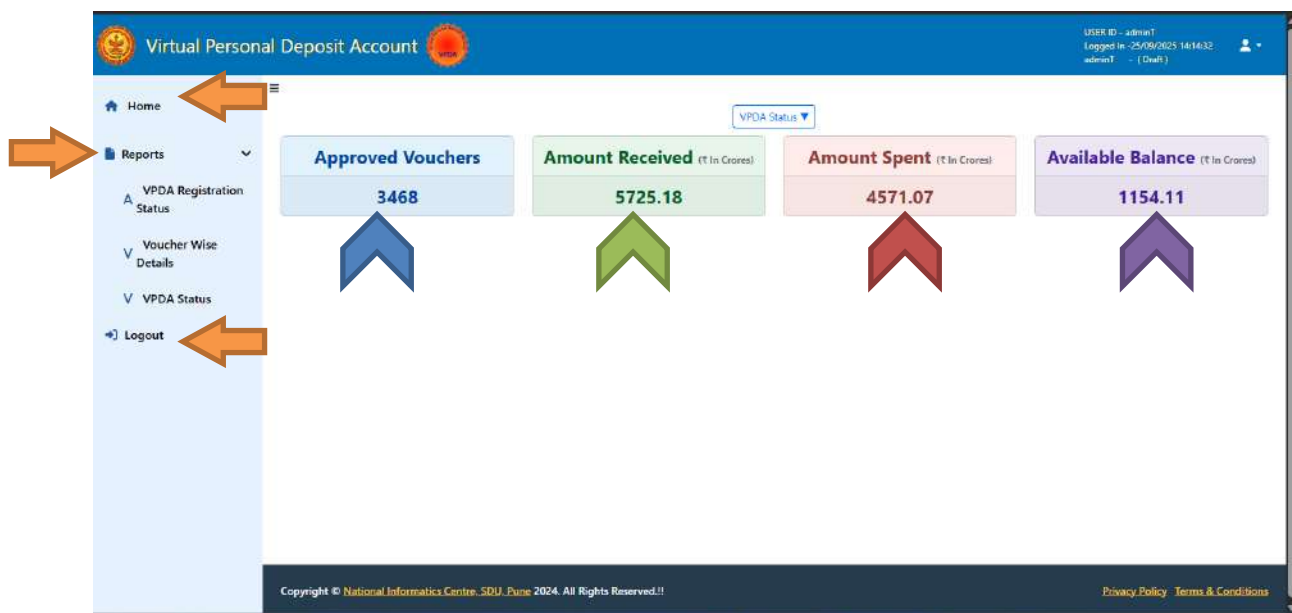 Virtual Personal Deposit Account
VPDA
USER ID - adminT
Logged In -25/09/2025 14:14:32
adminT - ( Draft )
Home
Reports
A VPDA Registration
Status
V Voucher Wise
Details
V VPDA Status
Logout
VPDA Status ▼
Approved Vouchers
3468
Amount Received (₹ In Crores)
5725.18
Amount Spent (₹ In Crores)
4571.07
Available Balance (₹ In Crores)
1154.11
Copyright © National Informatics Centre, SDU, Pune 2024. All Rights Reserved.!!
Privacy Policy Terms & Conditions